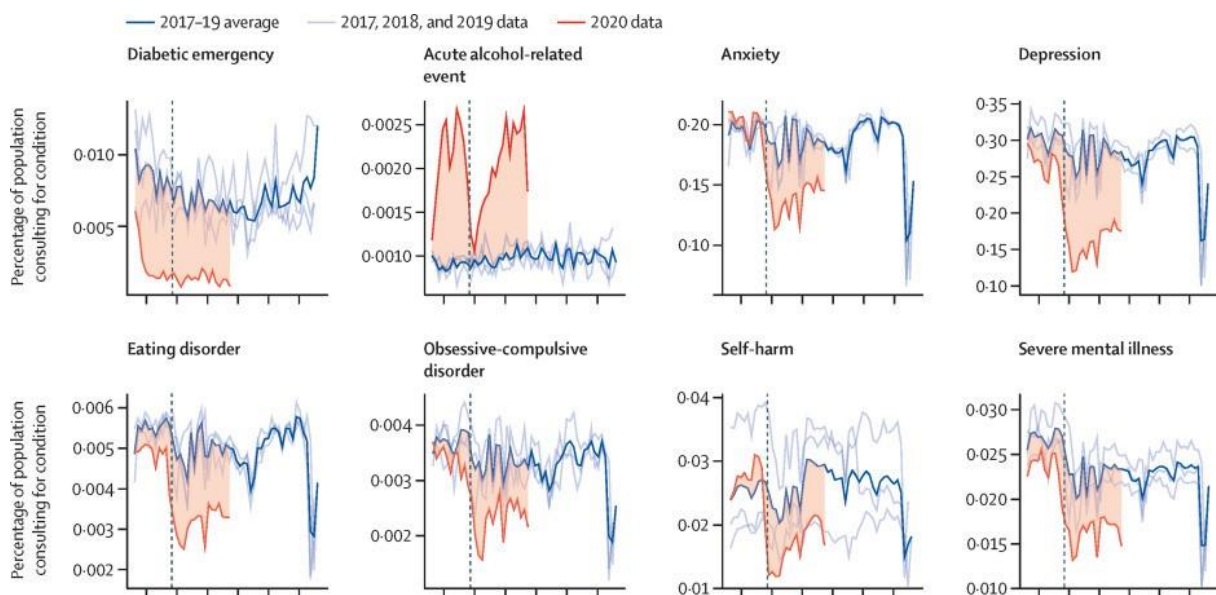 2017–19 average 2017, 2018, and 2019 data 2020 data
Diabetic emergency
Acute alcohol-related
event
Anxiety
Depression
Percentage of population
consulting for condition
0·010
0·005
0·0025
0·0020
0·0015
0·0010
0·20
0·15
0·10
0·35
0·30
0·25
0·20
0·15
0·10
Eating disorder
Obsessive-compulsive
disorder
Self-harm
Severe mental illness
Percentage of population
consulting for condition
0·006
0·005
0·004
0·003
0·002
0·004
0·003
0·002
0·04
0·03
0·02
0·01
0·030
0·025
0·020
0·015
0·010